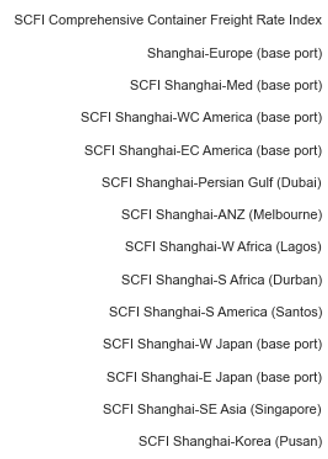 SCFI Comprehensive Container Freight Rate Index
Shanghai-Europe (base port)
SCFI Shanghai-Med (base port)
SCFI Shanghai-WC America (base port)
SCFI Shanghai-EC America (base port)
SCFI Shanghai-Persian Gulf (Dubai)
SCFI Shanghai-ANZ (Melbourne)
SCFI Shanghai-W Africa (Lagos)
SCFI Shanghai-S Africa (Durban)
SCFI Shanghai-S America (Santos)
SCFI Shanghai-W Japan (base port)
SCFI Shanghai-E Japan (base port)
SCFI Shanghai-SE Asia (Singapore)
SCFI Shanghai-Korea (Pusan)